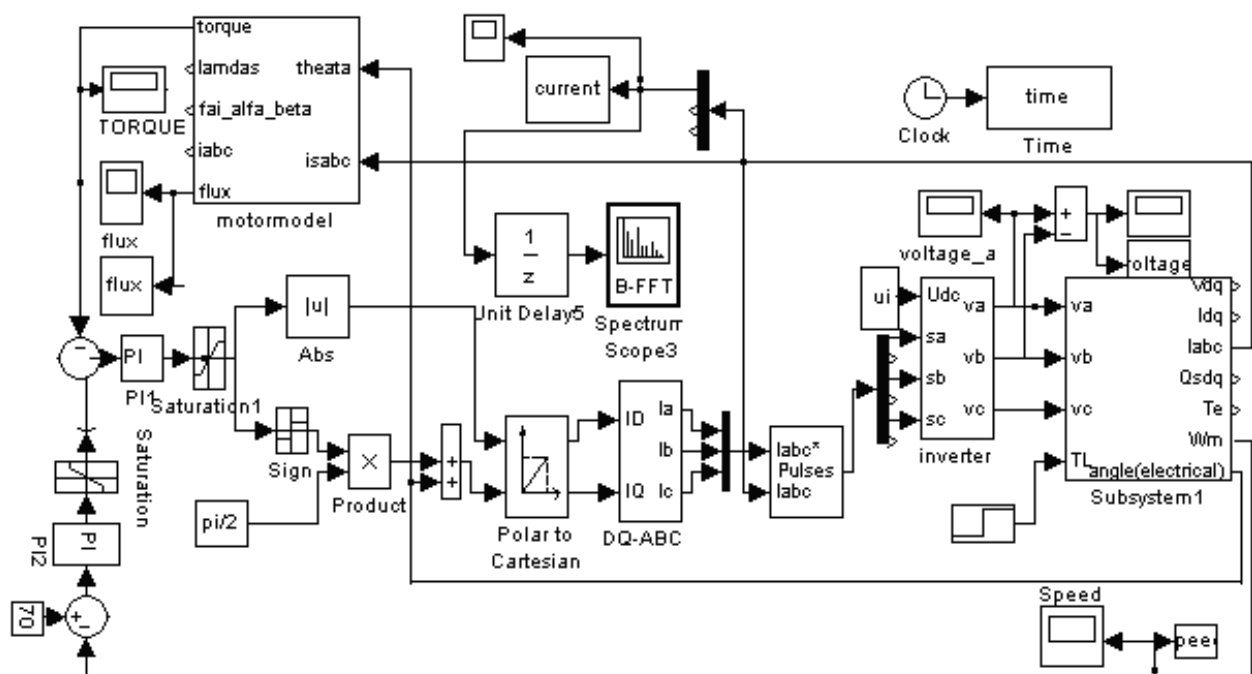 torque
lamdas
theata
fai_alfa_beta
iabc
isabc
flux
motormodel
TORQUE
flux
flux
current
Clock
time
Time
1
z
Unit Delay5
B-FFT
Spectrum
Scope3
voltage_a
+
−
oltage
ui
Udc
va
sa
vb
sb
sc
vc
inverter
va
vb
vc
TL
Vdq
Idq
Iabc
Qsdq
Te
Wm
angle(electrical)
Subsystem1
|u|
Abs
−
PI
PI1
Saturation1
Saturation
Sign
×
Product
pi/2
+
+
Polar to
Cartesian
ID
IQ
Ia
Ib
Ic
DQ-ABC
Iabc*
Pulses
Iabc
PI
PI2
70
+
−
Speed
pee